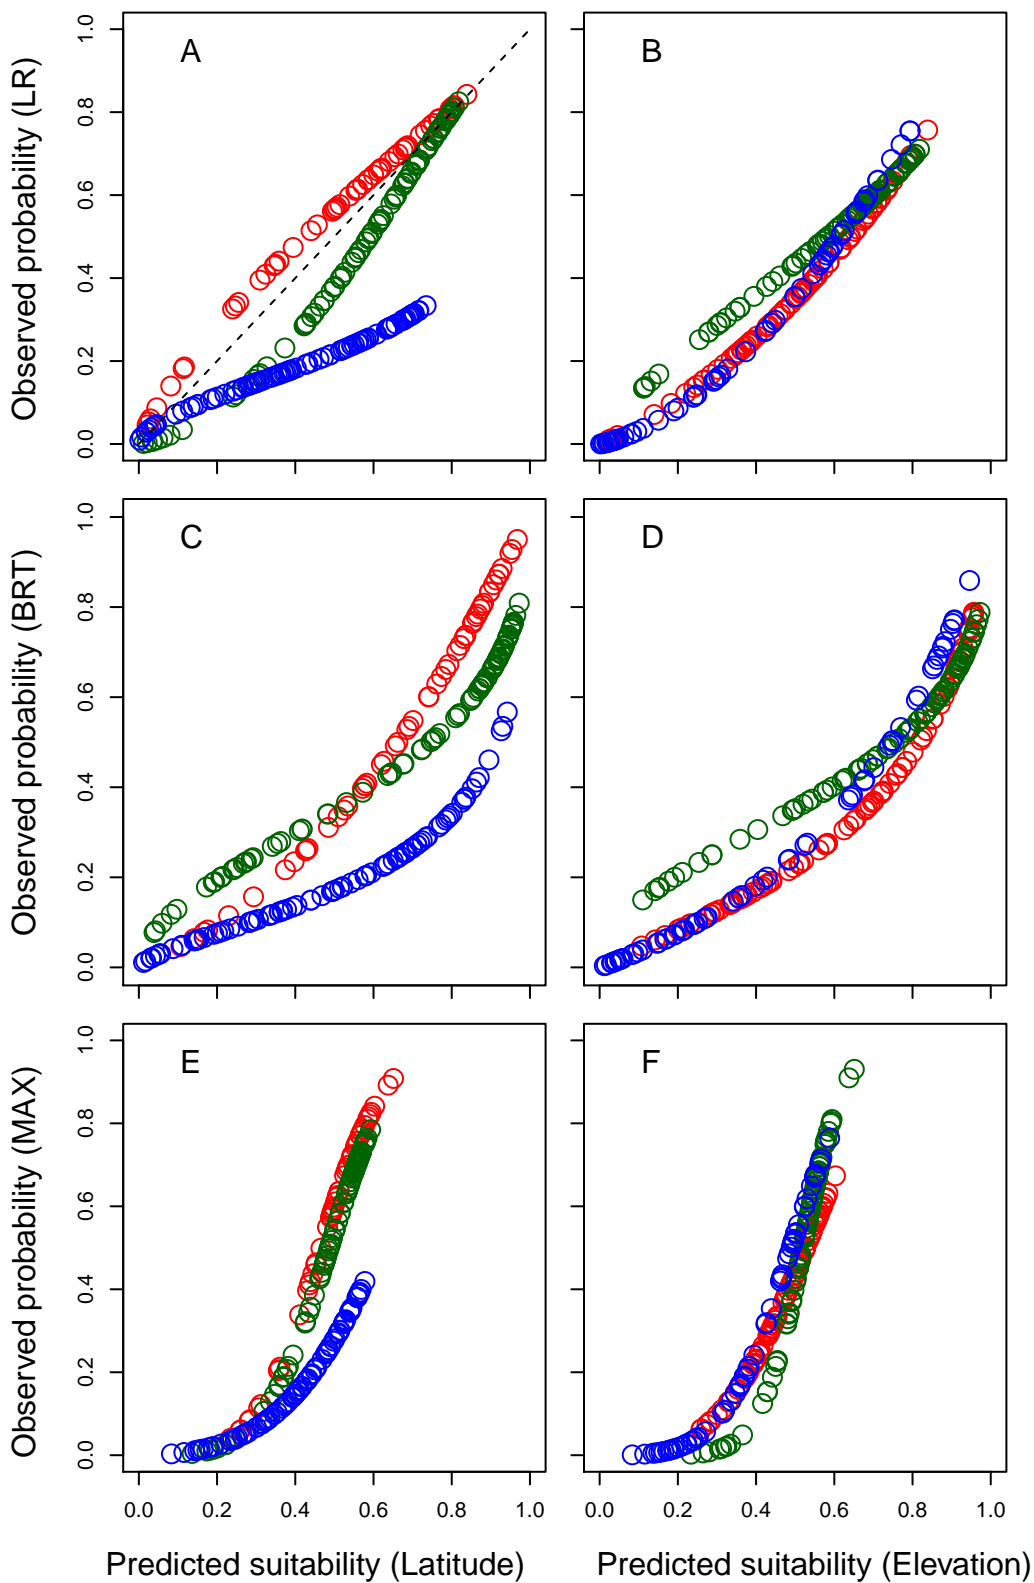 A
B
Observed probability (LR)
0.0 0.2 0.4 0.6 0.8 1.0
C
D
Observed probability (BRT)
0.0 0.2 0.4 0.6 0.8 1.0
E
F
Observed probability (MAX)
0.0 0.2 0.4 0.6 0.8 1.0
0.0 0.2 0.4 0.6 0.8 1.0
0.0 0.2 0.4 0.6 0.8 1.0
Predicted suitability (Latitude)
Predicted suitability (Elevation)